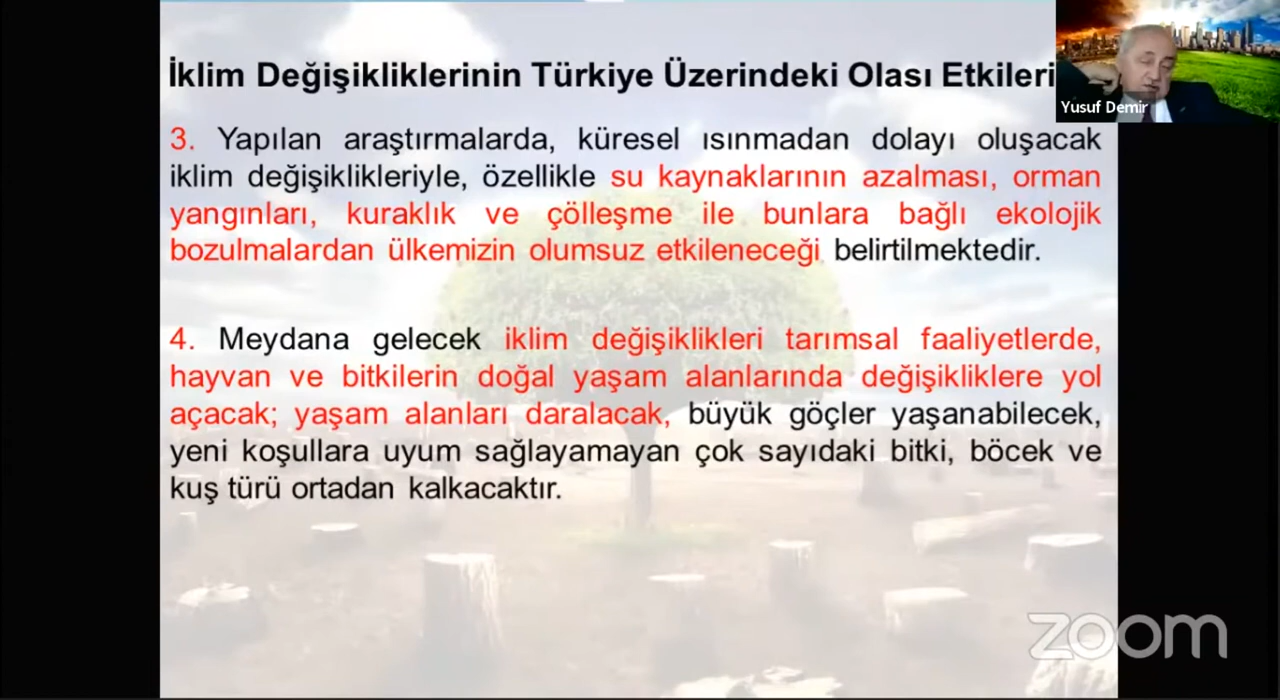 İklim Değişikliklerinin Türkiye Üzerindeki Olası Etkileri
Yusuf Demir
3. Yapılan araştırmalarda, küresel ısınmadan dolayı oluşacak
iklim değişiklikleriyle, özellikle su kaynaklarının azalması, orman
yangınları, kuraklık ve çölleşme ile bunlara bağlı ekolojik
bozulmalardan ülkemizin olumsuz etkileneceği belirtilmektedir.
4. Meydana gelecek iklim değişiklikleri tarımsal faaliyetlerde,
hayvan ve bitkilerin doğal yaşam alanlarında değişikliklere yol
açacak; yaşam alanları daralacak, büyük göçler yaşanabilecek,
yeni koşullara uyum sağlayamayan çok sayıdaki bitki, böcek ve
kuş türü ortadan kalkacaktır.
zoom